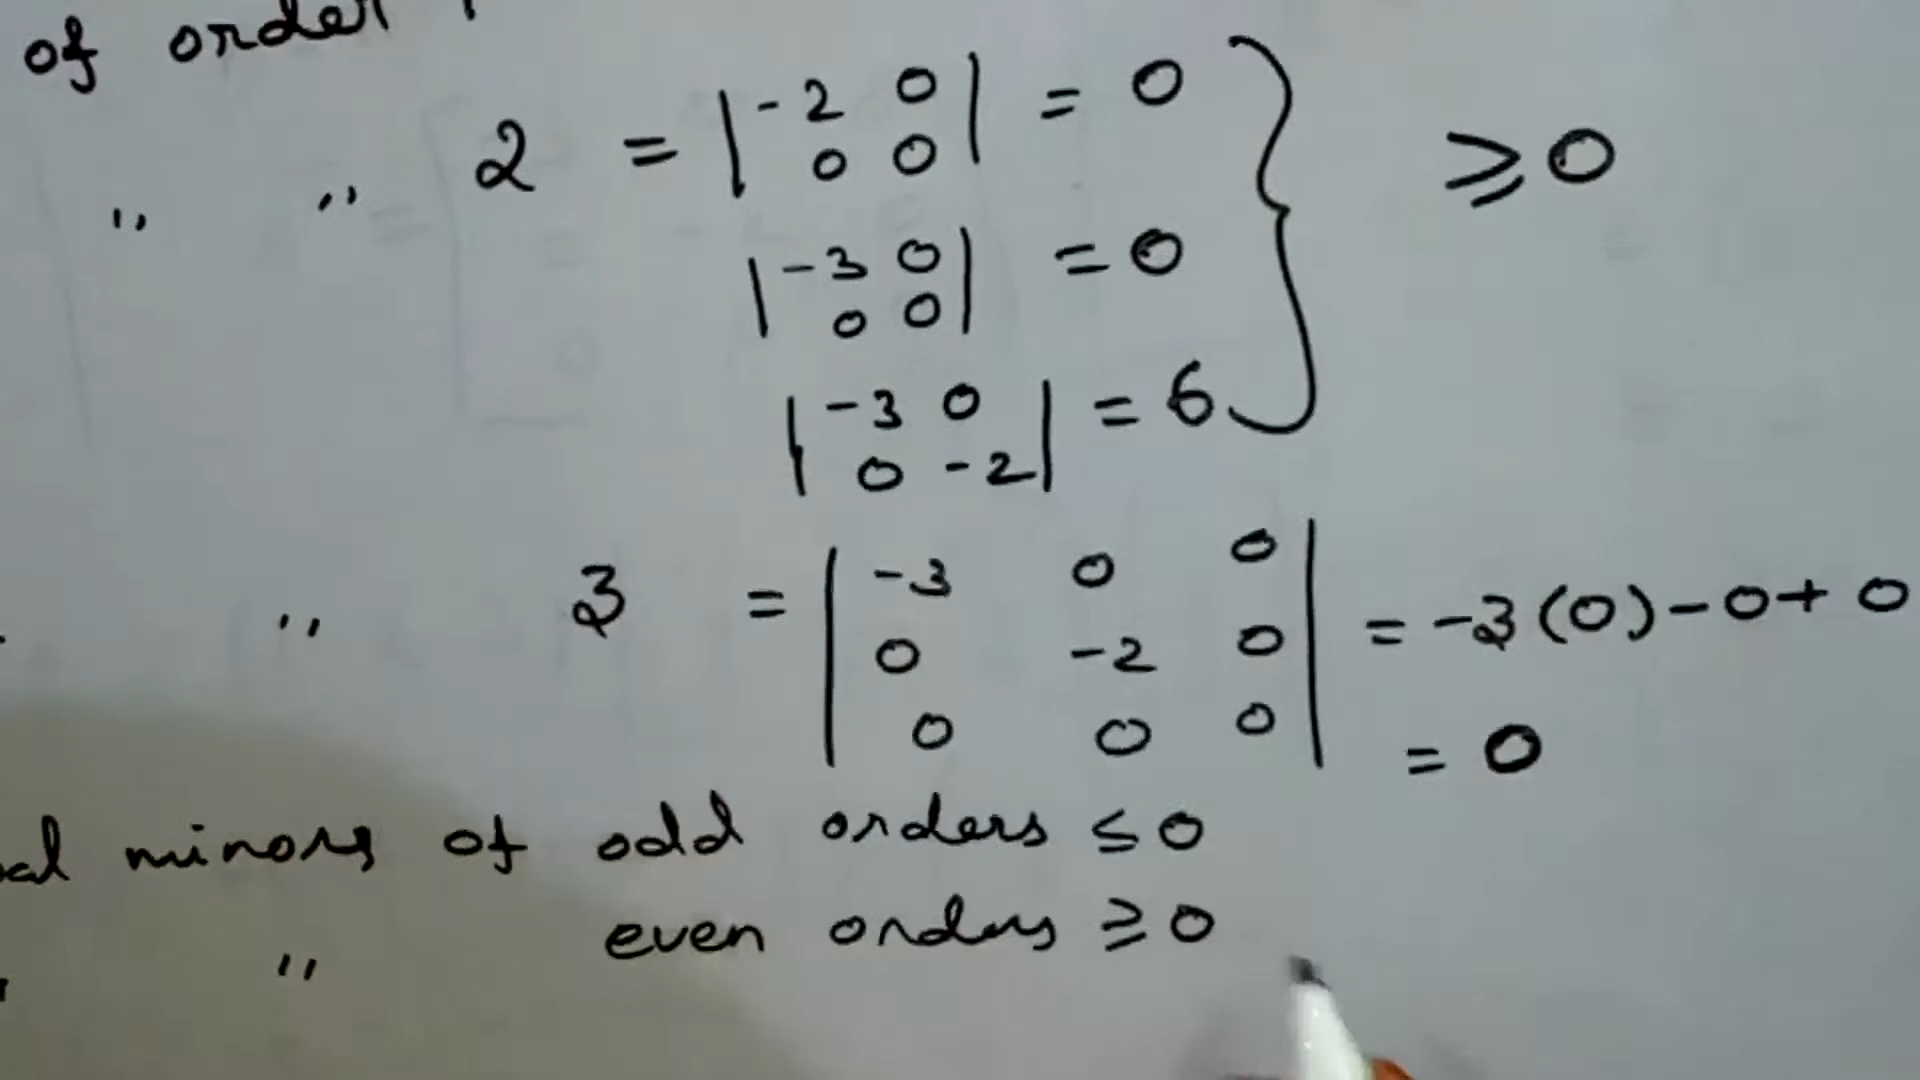 of order
" " 2 = |-2 0| = 0
|0 0|
≥ 0
|-3 0| = 0
|0 0|
|-3 0| = 6
|0 -2|
" 3 = |-3 0 0| = -3(0) - 0 + 0
|0 -2 0|
|0 0 0| = 0
al minors of odd orders ≤ 0
" even orders ≥ 0